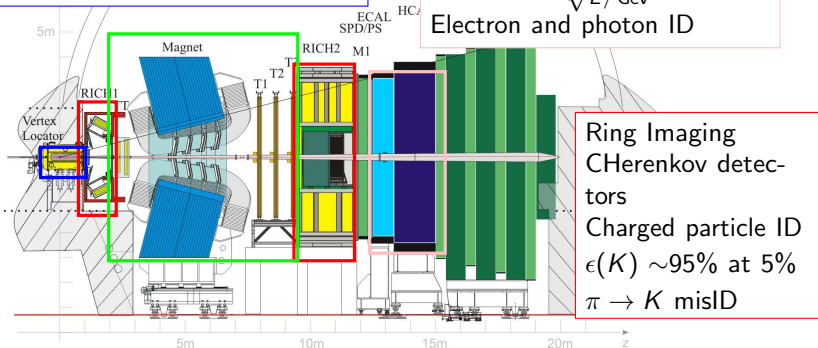 √E/GeV
Electron and photon ID
ECAL
SPD/PS
RICH2
M1
5m
Magnet
T1
T2
RICH1
Vertex
Locator
Ring Imaging
CHerenkov detec-
tors
Charged particle ID
ϵ(K) ∼95% at 5%
π → K misID
5m
10m
15m
20m
z